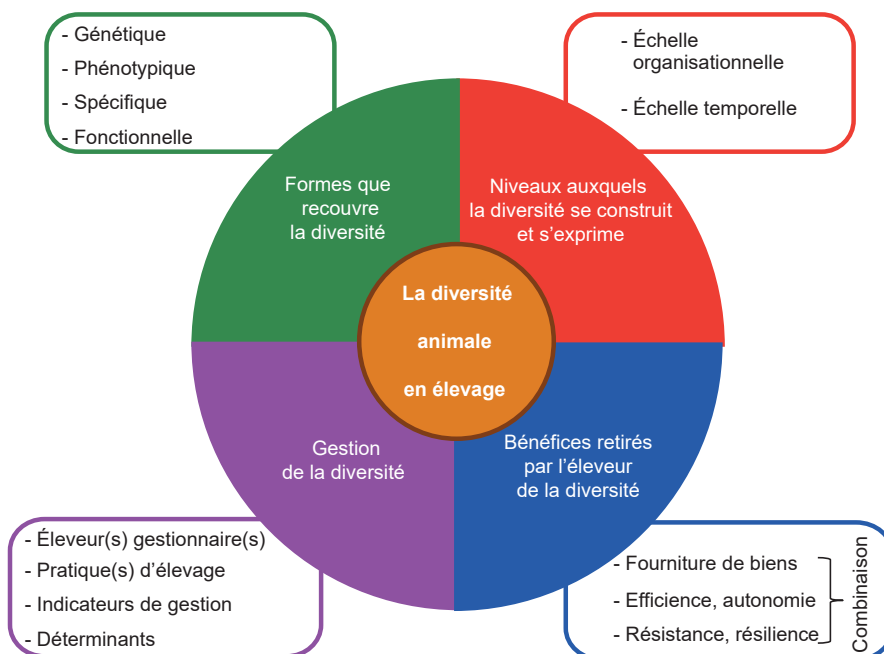 - Génétique
- Phénotypique
- Spécifique
- Fonctionnelle
- Échelle
organisationnelle
- Échelle temporelle
Formes que
recouvre
la diversité
Niveaux auxquels
la diversité se construit
et s’exprime
La diversité
animale
en élevage
Gestion
de la diversité
Bénéfices retirés
par l’éleveur
de la diversité
- Éleveur(s) gestionnaire(s)
- Pratique(s) d’élevage
- Indicateurs de gestion
- Déterminants
- Fourniture de biens
- Efficience, autonomie
- Résistance, résilience
Combinaison